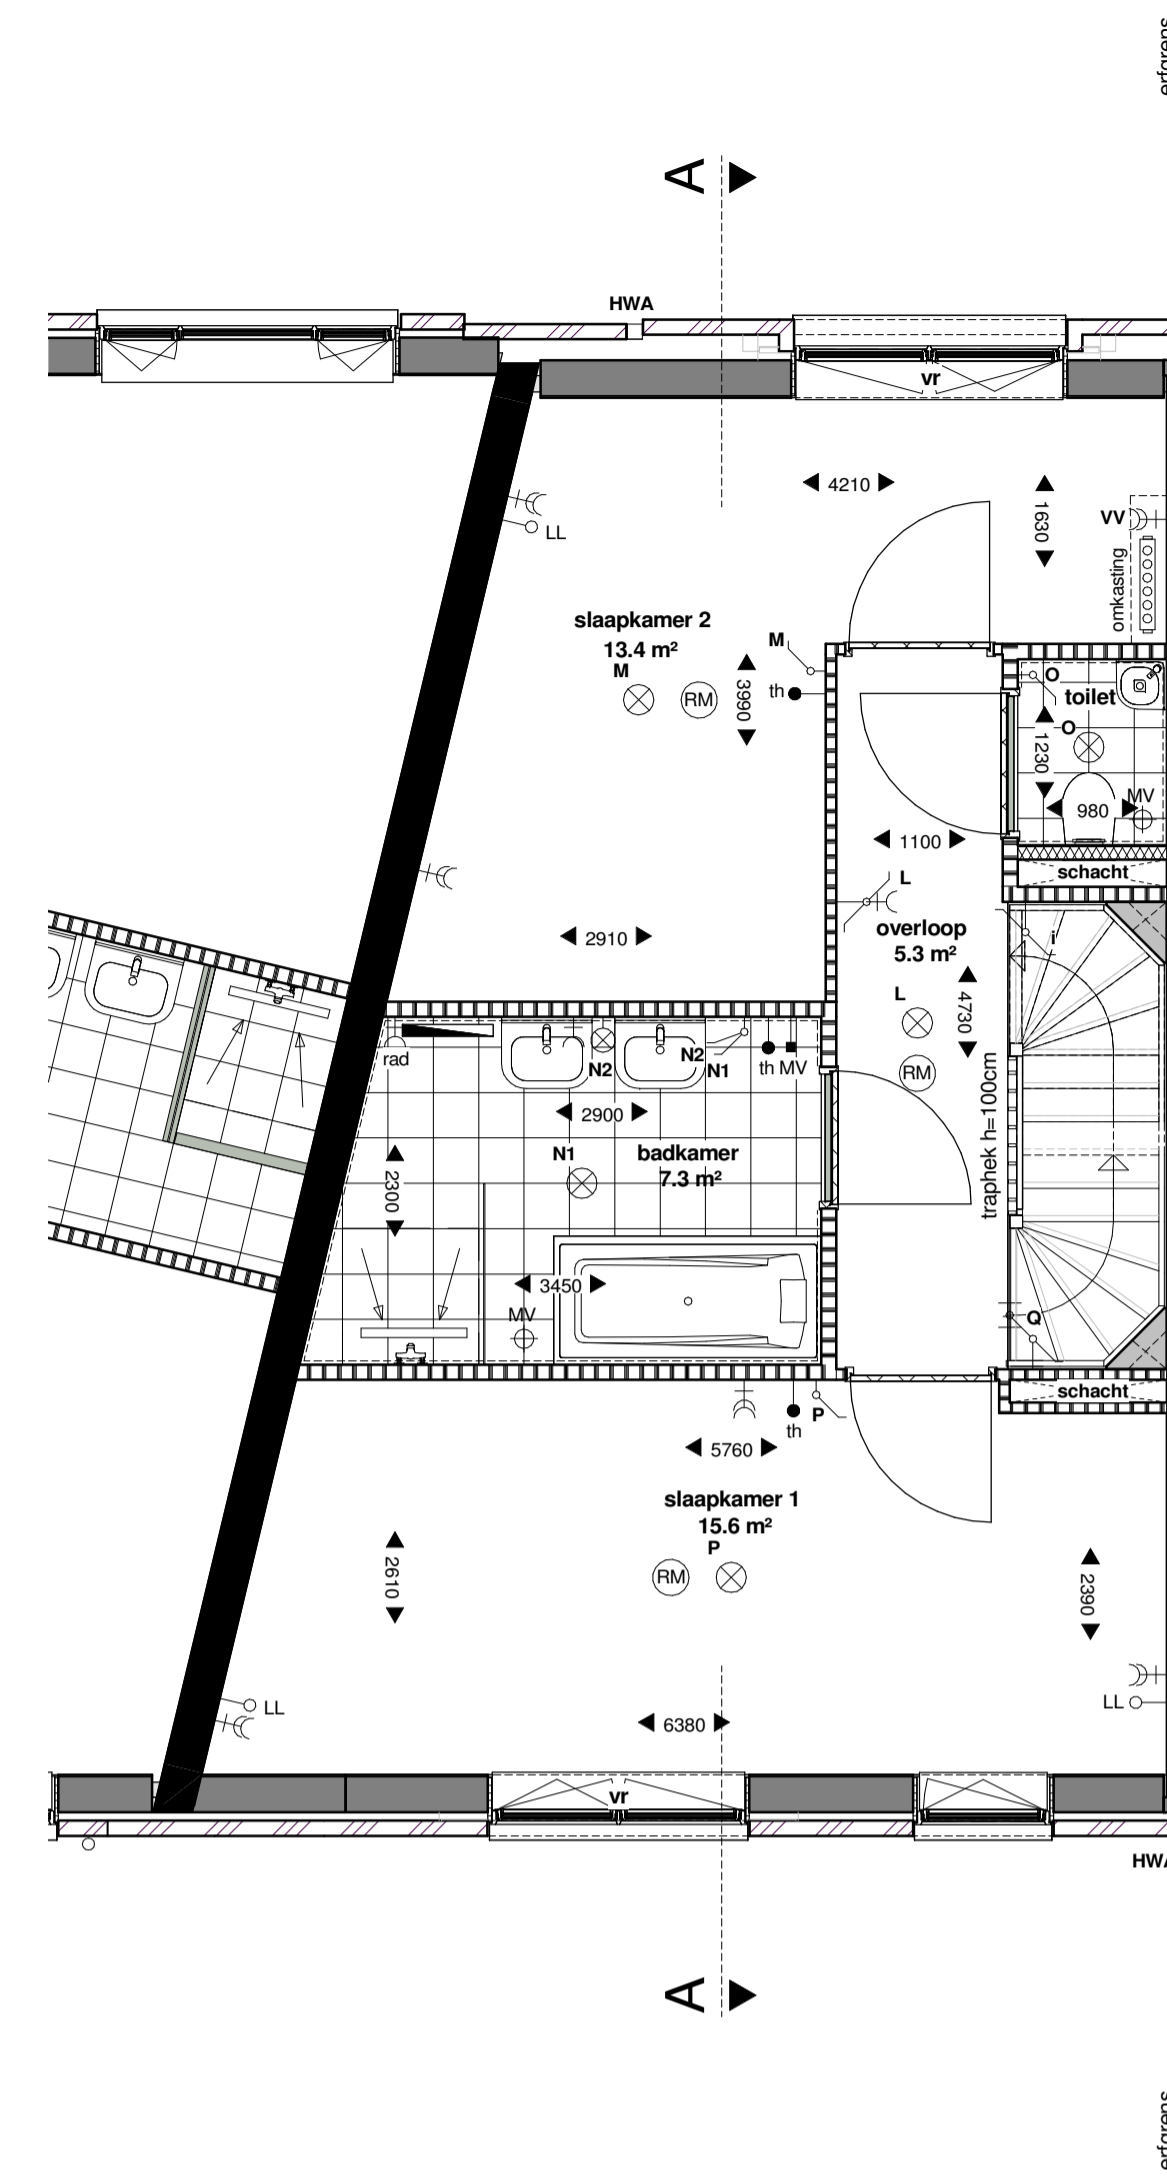 erfgrens
A
HWA
vr
4210
1630
VV
omkasting
LL
slaapkamer 2
13.4 m²
M
RM
3990
M
th
O
toilet
O
1230
980
MV
1100
schacht
L
overloop
5.3 m²
i
2910
L
4730
RM
traphek h=100cm
rad
N2
N2
N1
th MV
2900
N1
badkamer
7.3 m²
2300
3450
MV
Q
schacht
P
th
5760
slaapkamer 1
15.6 m²
P
RM
2610
2390
LL
LL
6380
vr
HWA
A
erfgrens